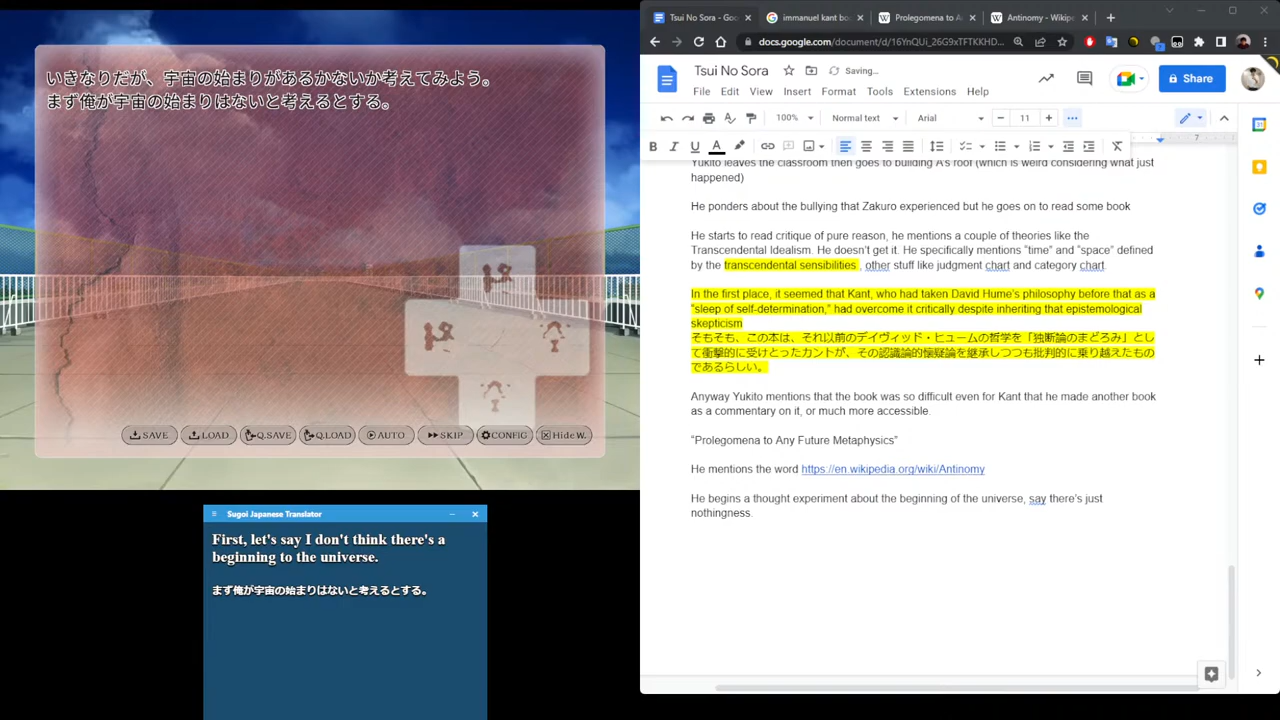 いきなりだが、宇宙の始まりがあるかないか考えてみよう。
まず俺が宇宙の始まりはないと考えるとする。
SAVE
LOAD
Q.SAVE
Q.LOAD
AUTO
SKIP
CONFIG
Hide W.
Sugoi Japanese Translator
First, let's say I don't think there's a
beginning to the universe.
まず俺が宇宙の始まりはないと考えるとする。
Tsui No Sora - Goo
immanuel kant boo
Prolegomena to A
Antinomy - Wikipe
docs.google.com/document/d/16YnQUi_26G9xTFTKKHD...
Tsui No Sora
Saving...
File Edit View Insert Format Tools Extensions Help
Share
100%
Normal text
Arial
11
7
Yukito leaves the classroom then goes to building A's roof (which is weird considering what just
happened)
He ponders about the bullying that Zakuro experienced but he goes on to read some book
He starts to read critique of pure reason, he mentions a couple of theories like the
Transcendental Idealism. He doesn't get it. He specifically mentions "time" and "space" defined
by the transcendental sensibilities , other stuff like judgment chart and category chart.
In the first place, it seemed that Kant, who had taken David Hume's philosophy before that as a
"sleep of self-determination," had overcome it critically despite inheriting that epistemological
skepticism
そもそも、この本は、それ以前のデイヴィッド・ヒュームの哲学を「独断論のまどろみ」とし
て衝撃的に受けとったカントが、その認識論的懐疑論を継承しつつも批判的に乗り越えたもの
であるらしい。
Anyway Yukito mentions that the book was so difficult even for Kant that he made another book
as a commentary on it, or much more accessible.
"Prolegomena to Any Future Metaphysics"
He mentions the word https://en.wikipedia.org/wiki/Antinomy
He begins a thought experiment about the beginning of the universe, say there's just
nothingness.